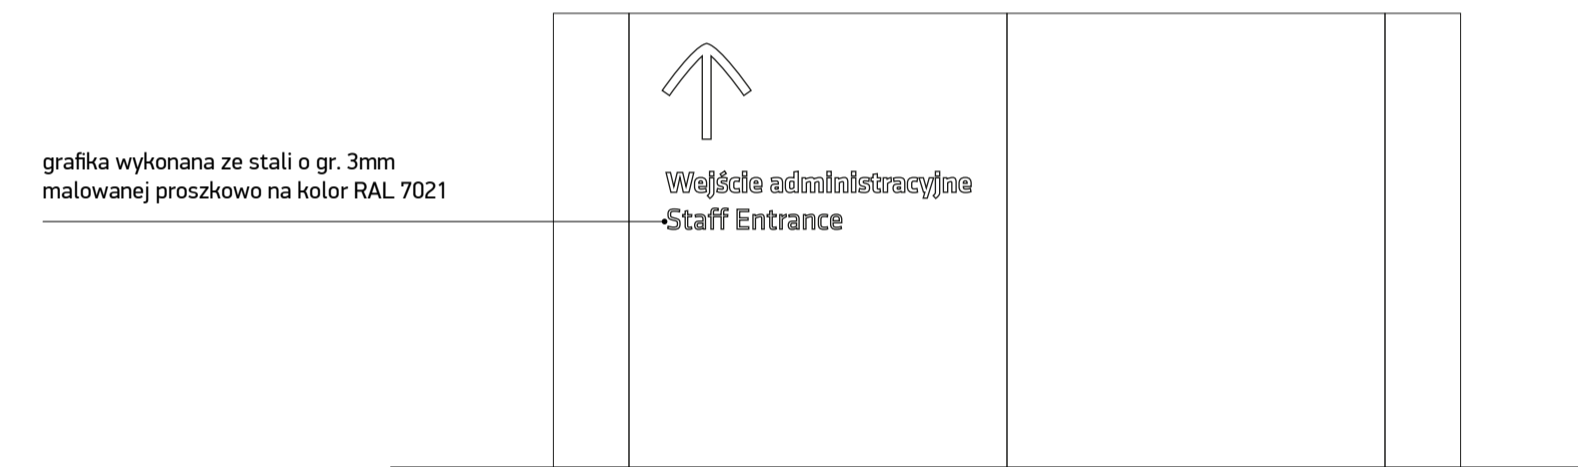 grafika wykonana ze stali o gr. 3mm
malowanej proszkowo na kolor RAL 7021
Wejście administracyjne
Staff Entrance